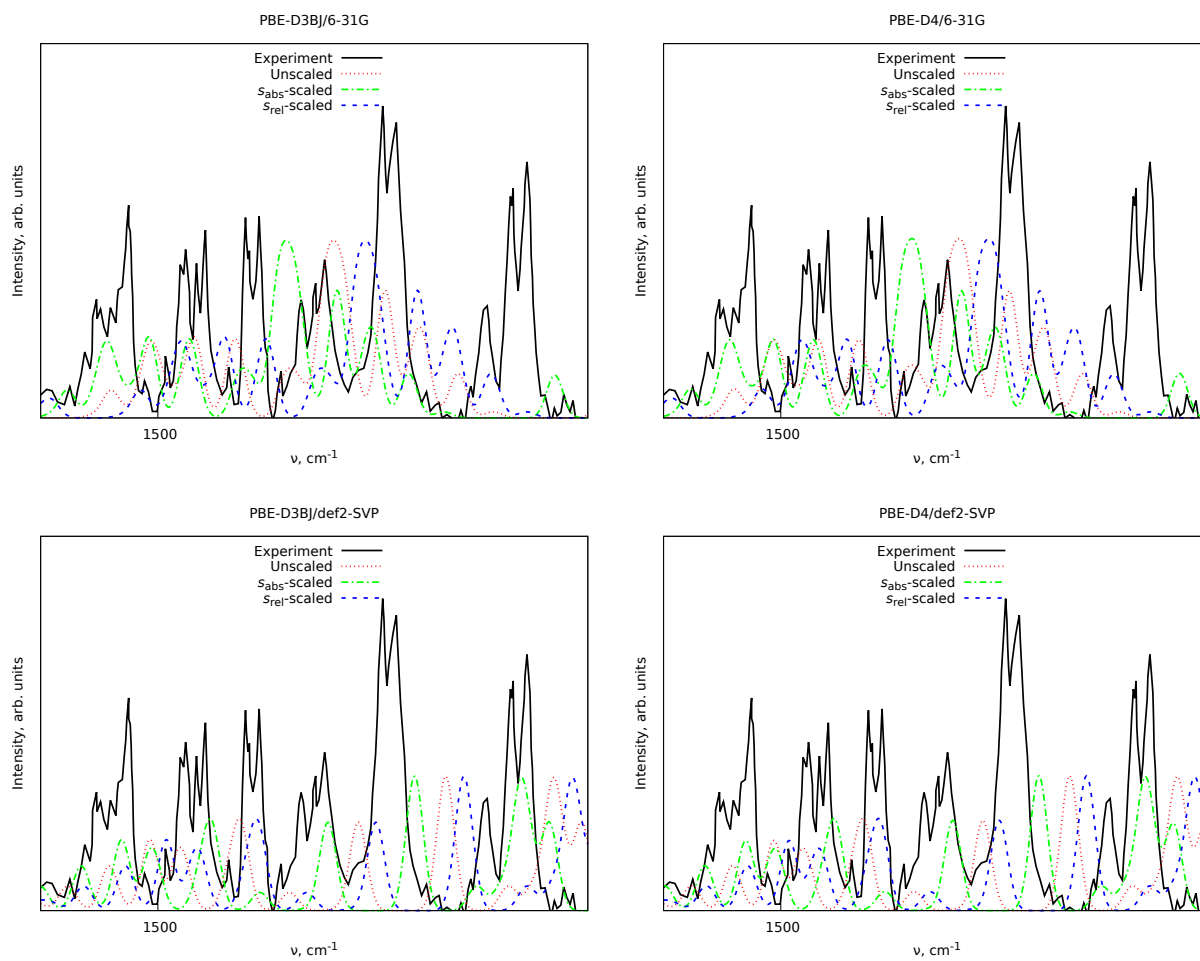 PBE-D3BJ/6-31G
Intensity, arb. units
Experiment
Unscaled
sabs-scaled
srel-scaled
1500
ν, cm-1
PBE-D4/6-31G
Intensity, arb. units
Experiment
Unscaled
sabs-scaled
srel-scaled
1500
ν, cm-1
PBE-D3BJ/def2-SVP
Intensity, arb. units
Experiment
Unscaled
sabs-scaled
srel-scaled
1500
ν, cm-1
PBE-D4/def2-SVP
Intensity, arb. units
Experiment
Unscaled
sabs-scaled
srel-scaled
1500
ν, cm-1